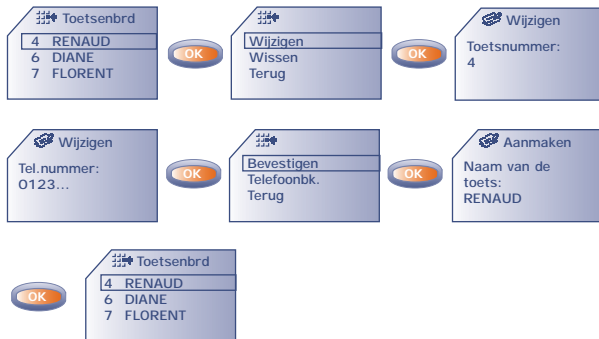 Toetsenbrd
4 RENAUD
6 DIANE
7 FLORENT
OK
Wijzigen
Wissen
Terug
OK
Wijzigen
Toetsnummer:
4
Wijzigen
Tel.nummer:
0123...
OK
Bevestigen
Telefoonbk.
Terug
OK
Aanmaken
Naam van de
toets:
RENAUD
OK
Toetsenbrd
4 RENAUD
6 DIANE
7 FLORENT